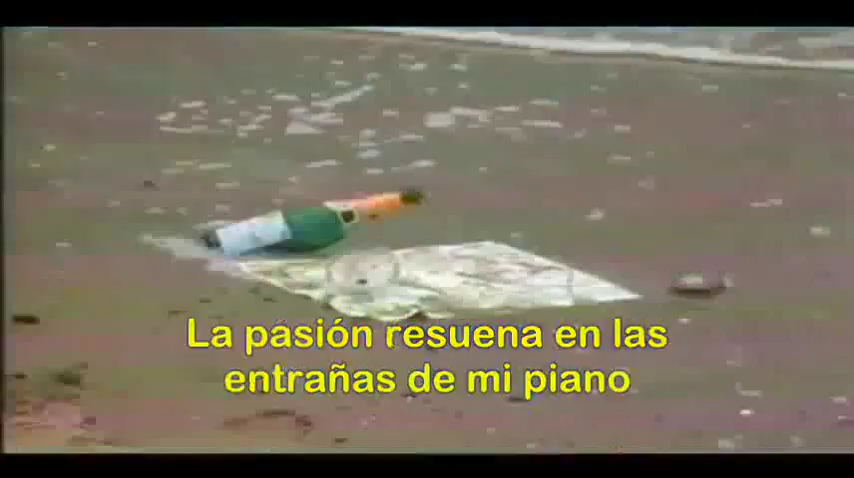 La pasión resuena en las
entrañas de mi piano